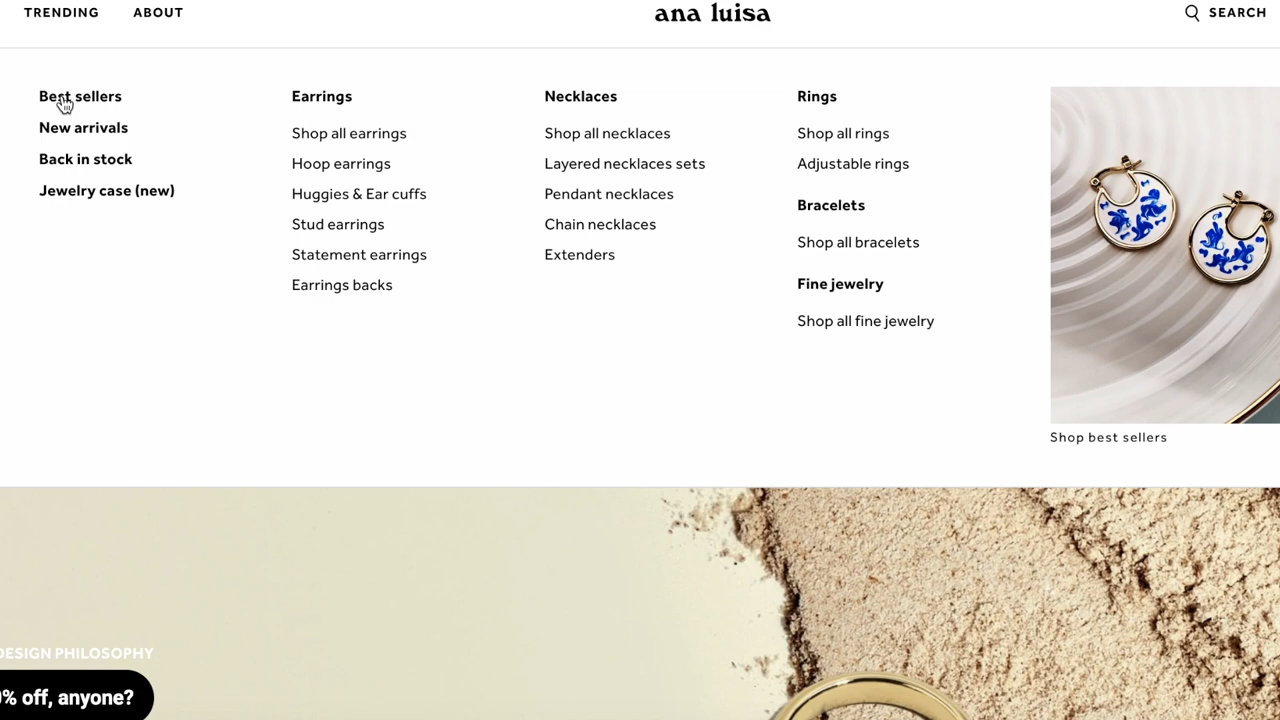 TRENDING
ABOUT
ana luisa
SEARCH
Best sellers
New arrivals
Back in stock
Jewelry case (new)
Earrings
Shop all earrings
Hoop earrings
Huggies & Ear cuffs
Stud earrings
Statement earrings
Earrings backs
Necklaces
Shop all necklaces
Layered necklaces sets
Pendant necklaces
Chain necklaces
Extenders
Rings
Shop all rings
Adjustable rings
Bracelets
Shop all bracelets
Fine jewelry
Shop all fine jewelry
Shop best sellers
DESIGN PHILOSOPHY
% off, anyone?